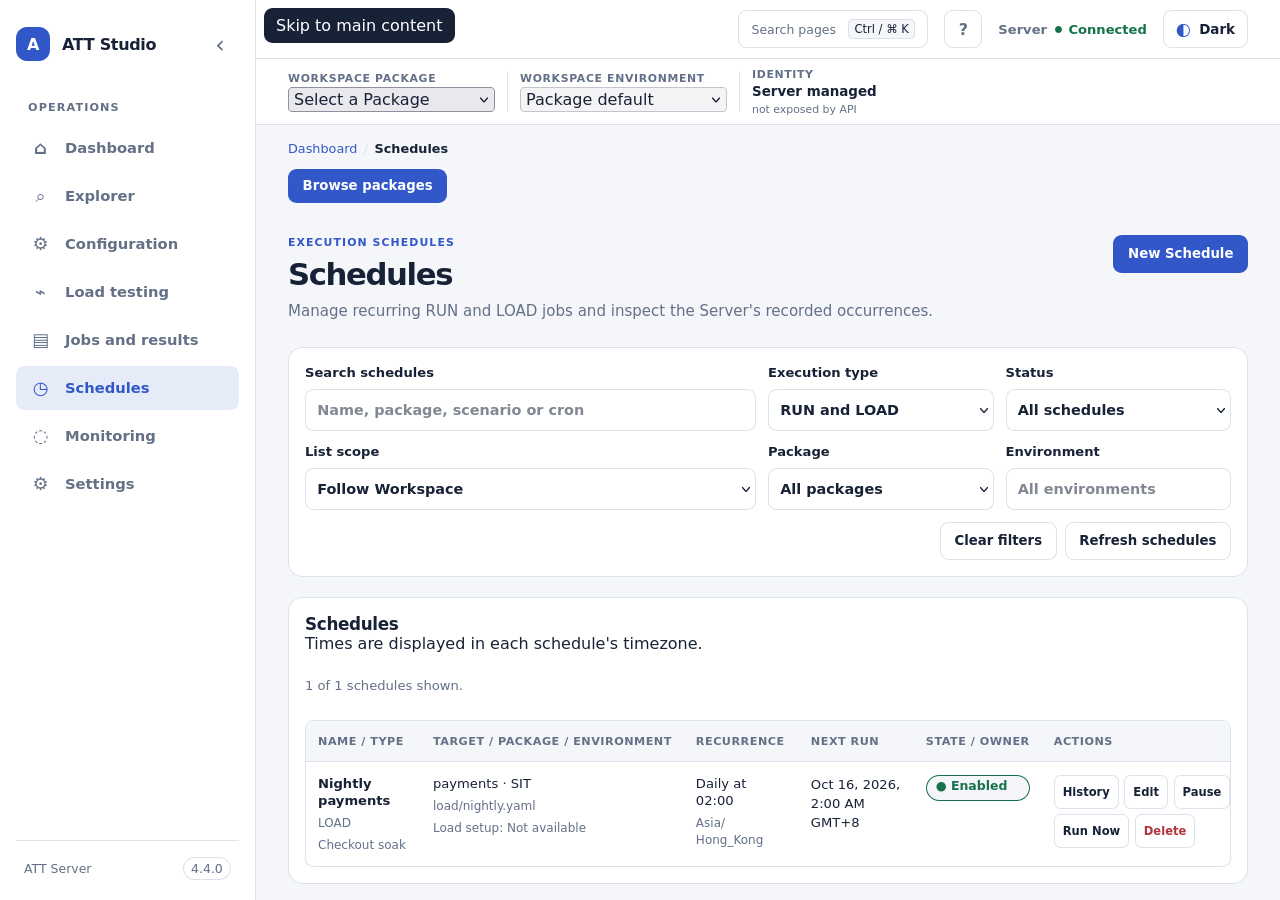 A ATT Studio
OPERATIONS
Dashboard
Explorer
Configuration
Load testing
Jobs and results
Schedules
Monitoring
Settings
ATT Server 4.4.0
Skip to main content
Search pages Ctrl / ⌘ K ? Server Connected Dark
WORKSPACE PACKAGE
Select a Package
WORKSPACE ENVIRONMENT
Package default
IDENTITY
Server managed
not exposed by API
Dashboard / Schedules
Browse packages
EXECUTION SCHEDULES
Schedules
Manage recurring RUN and LOAD jobs and inspect the Server's recorded occurrences.
New Schedule
Search schedules Execution type Status
Name, package, scenario or cron RUN and LOAD All schedules
List scope Package Environment
Follow Workspace All packages All environments
Clear filters Refresh schedules
Schedules
Times are displayed in each schedule's timezone.
1 of 1 schedules shown.
NAME / TYPE TARGET / PACKAGE / ENVIRONMENT RECURRENCE NEXT RUN STATE / OWNER ACTIONS
Nightly
payments
LOAD
Checkout soak
payments · SIT
load/nightly.yaml
Load setup: Not available
Daily at
02:00
Asia/
Hong_Kong
Oct 16, 2026,
2:00 AM
GMT+8
Enabled
History Edit Pause
Run Now Delete